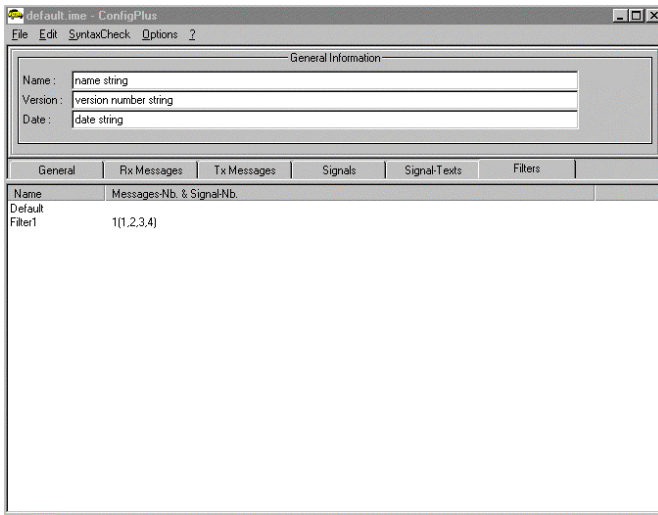 default.ime - ConfigPlus
File Edit SyntaxCheck Options ?
General Information
Name : name string
Version : version number string
Date : date string
General Rx Messages Tx Messages Signals Signal-Texts Filters
Name Messages-Nb. & Signal-Nb.
Default
Filter1 1(1,2,3,4)